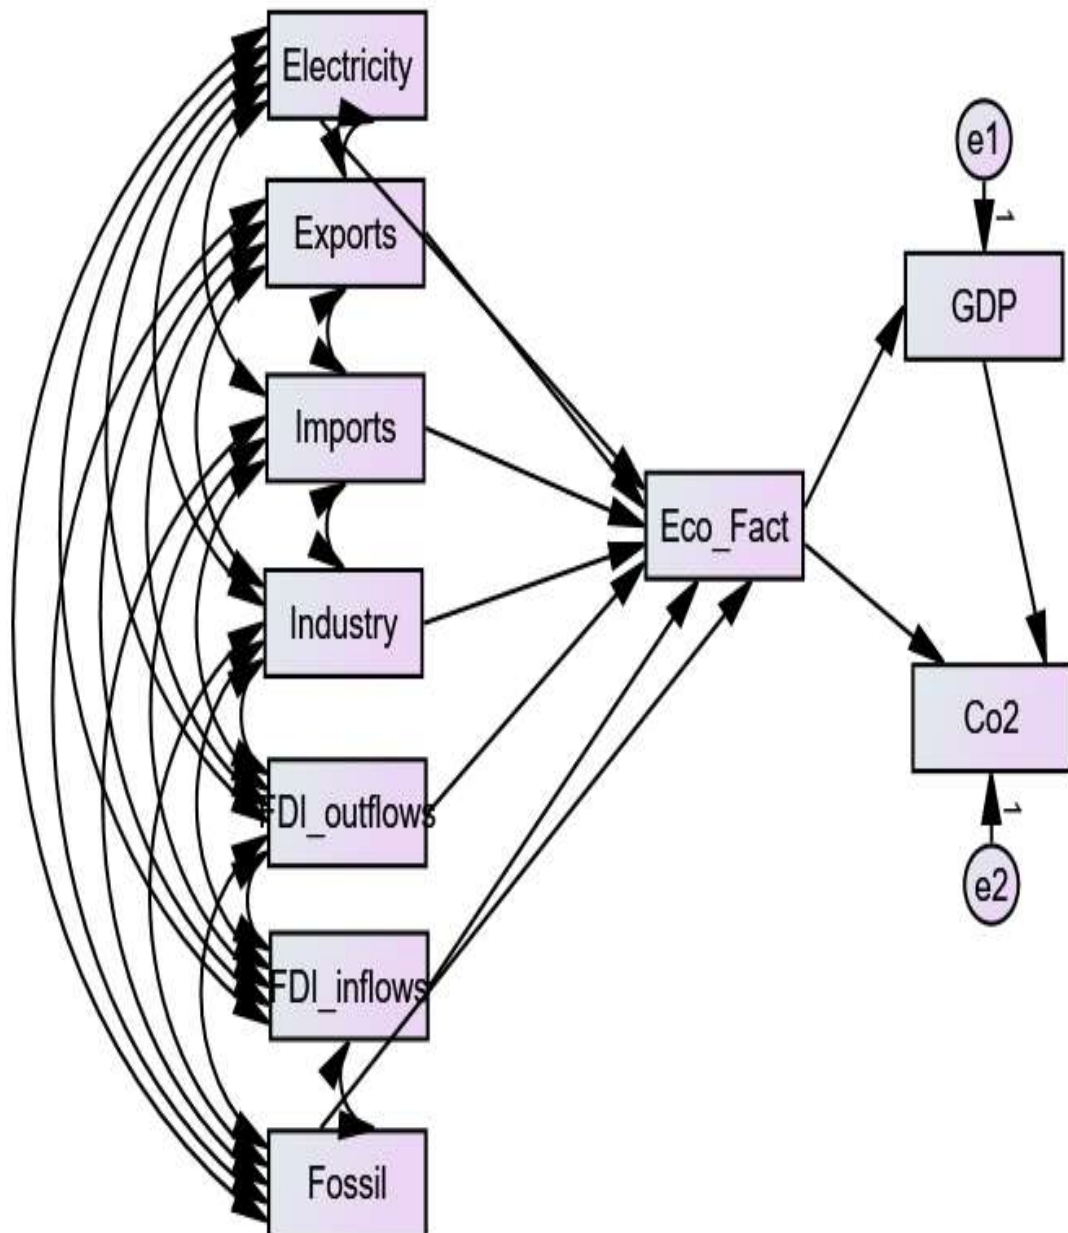 Electricity
Exports
Imports
Industry
FDI_outflows
FDI_inflows
Fossil
Eco_Fact
e1
1
GDP
Co2
1
e2